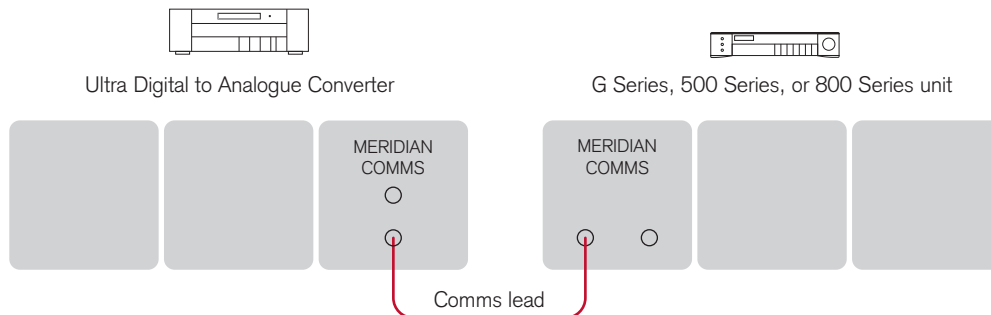 Ultra Digital to Analogue Converter
G Series, 500 Series, or 800 Series unit
MERIDIAN
COMMS
MERIDIAN
COMMS
Comms lead